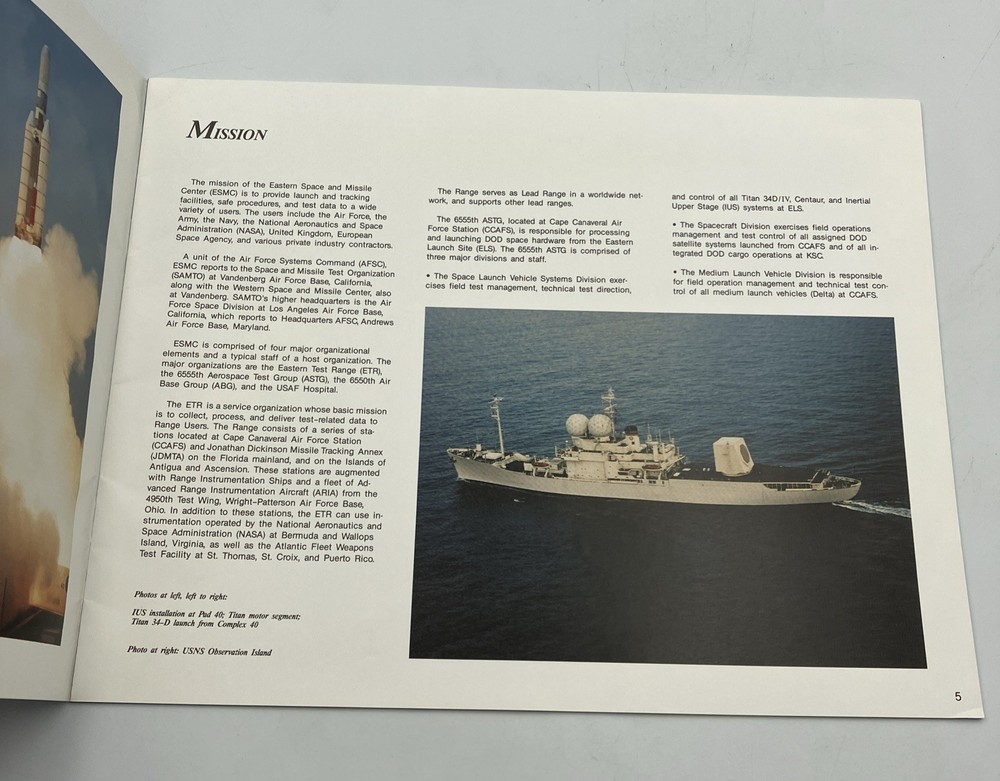 MISSION
The mission of the Eastern Space and Missile
Center (ESMC) is to provide launch and tracking
facilities, safe procedures, and test data to a wide
variety of users. The users include the Air Force, the
Army, the Navy, the National Aeronautics and Space
Administration (NASA), United Kingdom, European
Space Agency, and various private industry contractors.
A unit of the Air Force Systems Command (AFSC),
ESMC reports to the Space and Missile Test Organization
(SAMTO) at Vandenberg Air Force Base, California,
along with the Western Space and Missile Center, also
at Vandenberg. SAMTO's higher headquarters is the Air
Force Space Division at Los Angeles Air Force Base,
California, which reports to Headquarters AFSC, Andrews
Air Force Base, Maryland.
ESMC is comprised of four major organizational
elements and a typical staff of a host organization. The
major organizations are the Eastern Test Range (ETR),
the 6555th Aerospace Test Group (ASTG), the 6550th Air
Base Group (ABG), and the USAF Hospital.
The ETR is a service organization whose basic mission
is to collect, process, and deliver test-related data to
Range Users. The Range consists of a series of sta-
tions located at Cape Canaveral Air Force Station
(CCAFS) and Jonathan Dickinson Missile Tracking Annex
(JDMTA) on the Florida mainland, and on the Islands of
Antigua and Ascension. These stations are augmented
with Range Instrumentation Ships and a fleet of Ad-
vanced Range Instrumentation Aircraft (ARIA) from the
4950th Test Wing, Wright-Patterson Air Force Base,
Ohio. In addition to these stations, the ETR can use in-
strumentation operated by the National Aeronautics and
Space Administration (NASA) at Bermuda and Wallops
Island, Virginia, as well as the Atlantic Fleet Weapons
Test Facility at St. Thomas, St. Croix, and Puerto Rico.
Photos at left, left to right:
IUS installation at Pad 40; Titan motor segment;
Titan 34-D launch from Complex 40
Photo at right: USNS Observation Island
The Range serves as Lead Range in a worldwide net-
work, and supports other lead ranges.
The 6555th ASTG, located at Cape Canaveral Air
Force Station (CCAFS), is responsible for processing
and launching DOD space hardware from the Eastern
Launch Site (ELS). The 6555th ASTG is comprised of
three major divisions and staff.
• The Space Launch Vehicle Systems Division exer-
cises field test management, technical test direction,
and control of all Titan 34D/IV, Centaur, and Inertial
Upper Stage (IUS) systems at ELS.
• The Spacecraft Division exercises field operations
management and test control of all assigned DOD
satellite systems launched from CCAFS and of all in-
tegrated DOD cargo operations at KSC.
• The Medium Launch Vehicle Division is responsible
for field operation management and technical test con-
trol of all medium launch vehicles (Delta) at CCAFS.
5